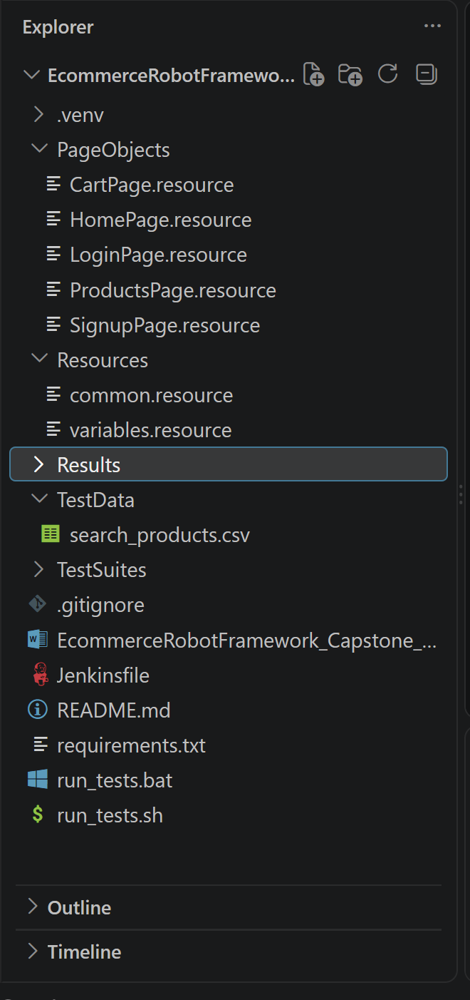 Explorer
EcommerceRobotFramewo...
.venv
PageObjects
CartPage.resource
HomePage.resource
LoginPage.resource
ProductsPage.resource
SignupPage.resource
Resources
common.resource
variables.resource
Results
TestData
search_products.csv
TestSuites
.gitignore
EcommerceRobotFramework_Capstone_...
Jenkinsfile
README.md
requirements.txt
run_tests.bat
run_tests.sh
Outline
Timeline